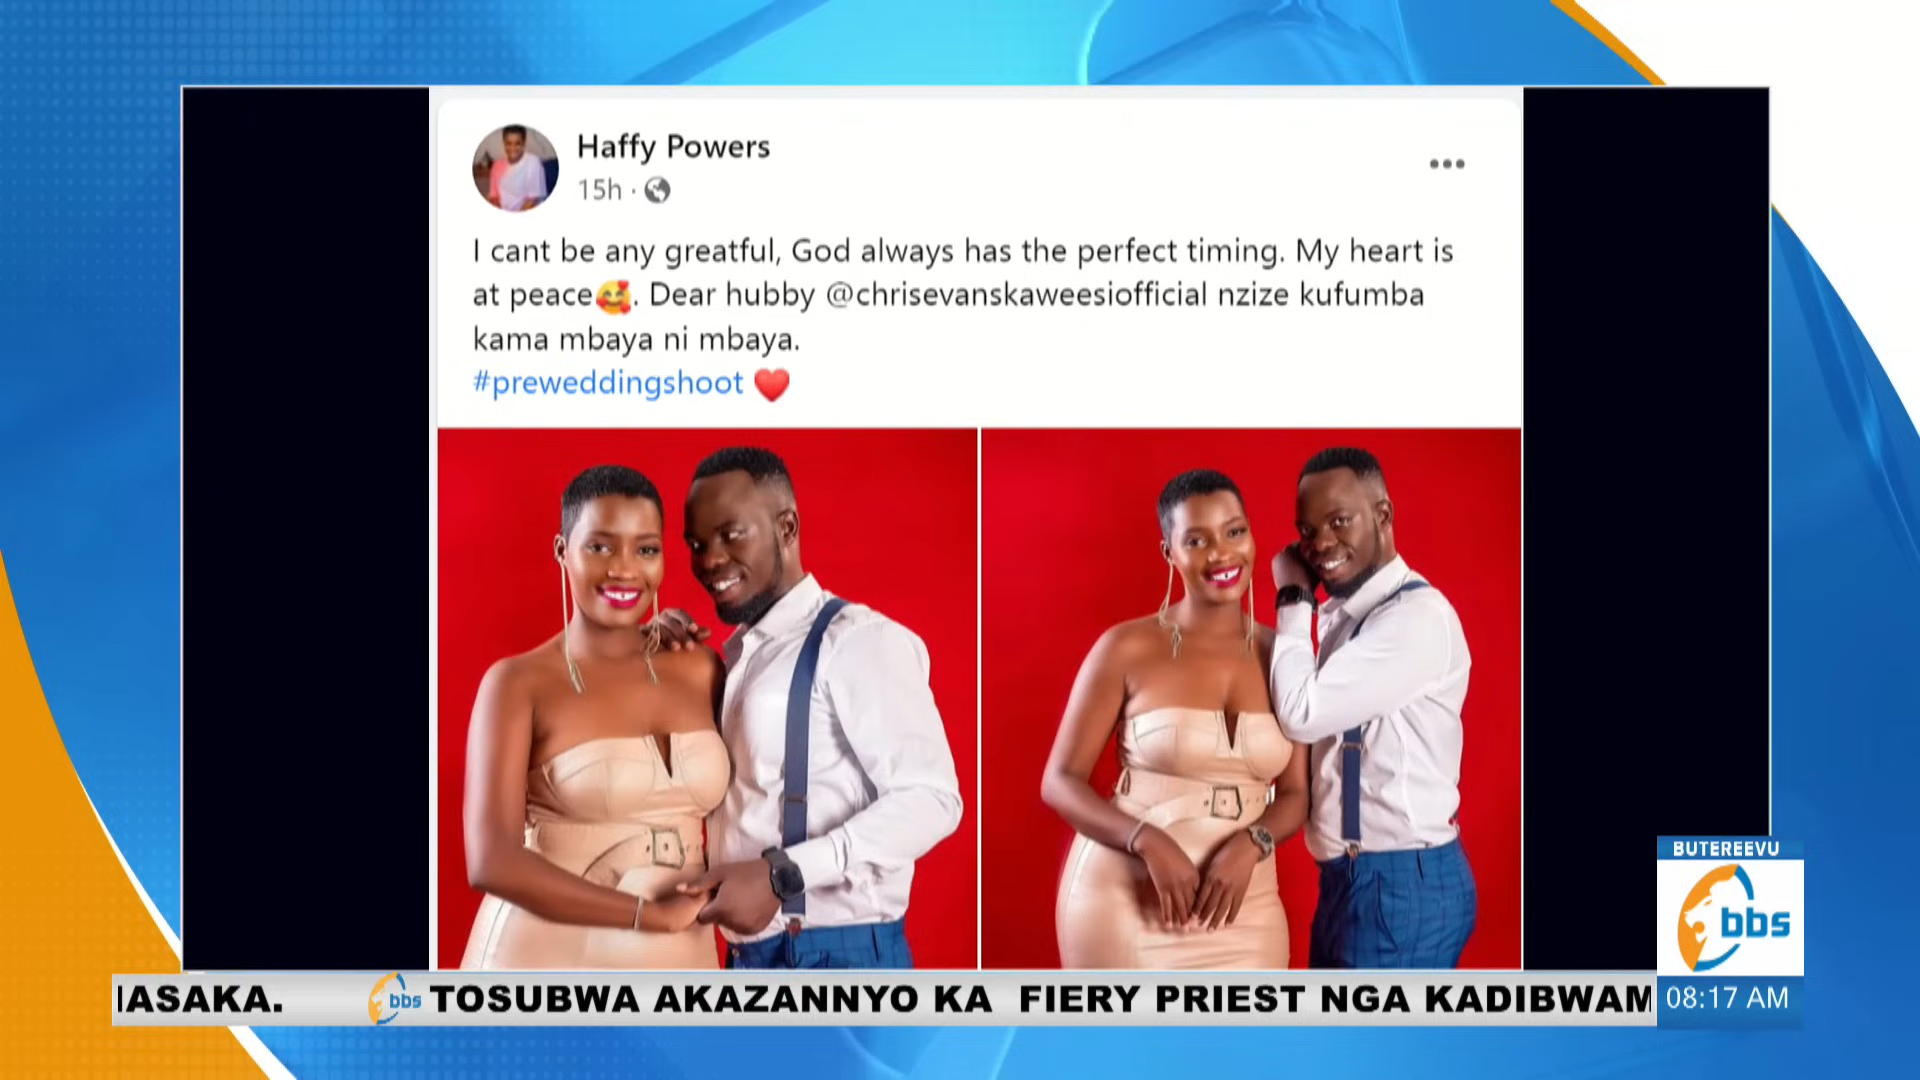 Haffy Powers
15h ·
I cant be any greatful, God always has the perfect timing. My heart is
at peace🥰. Dear hubby @chrisevanskaweesiofficial nzize kufumba
kama mbaya ni mbaya.
#preweddingshoot ❤️
BUTEREEVU
bbs
IASAKA. bbs TOSUBWA AKAZANNYO KA FIERY PRIEST NGA KADIBWAM
08:17 AM